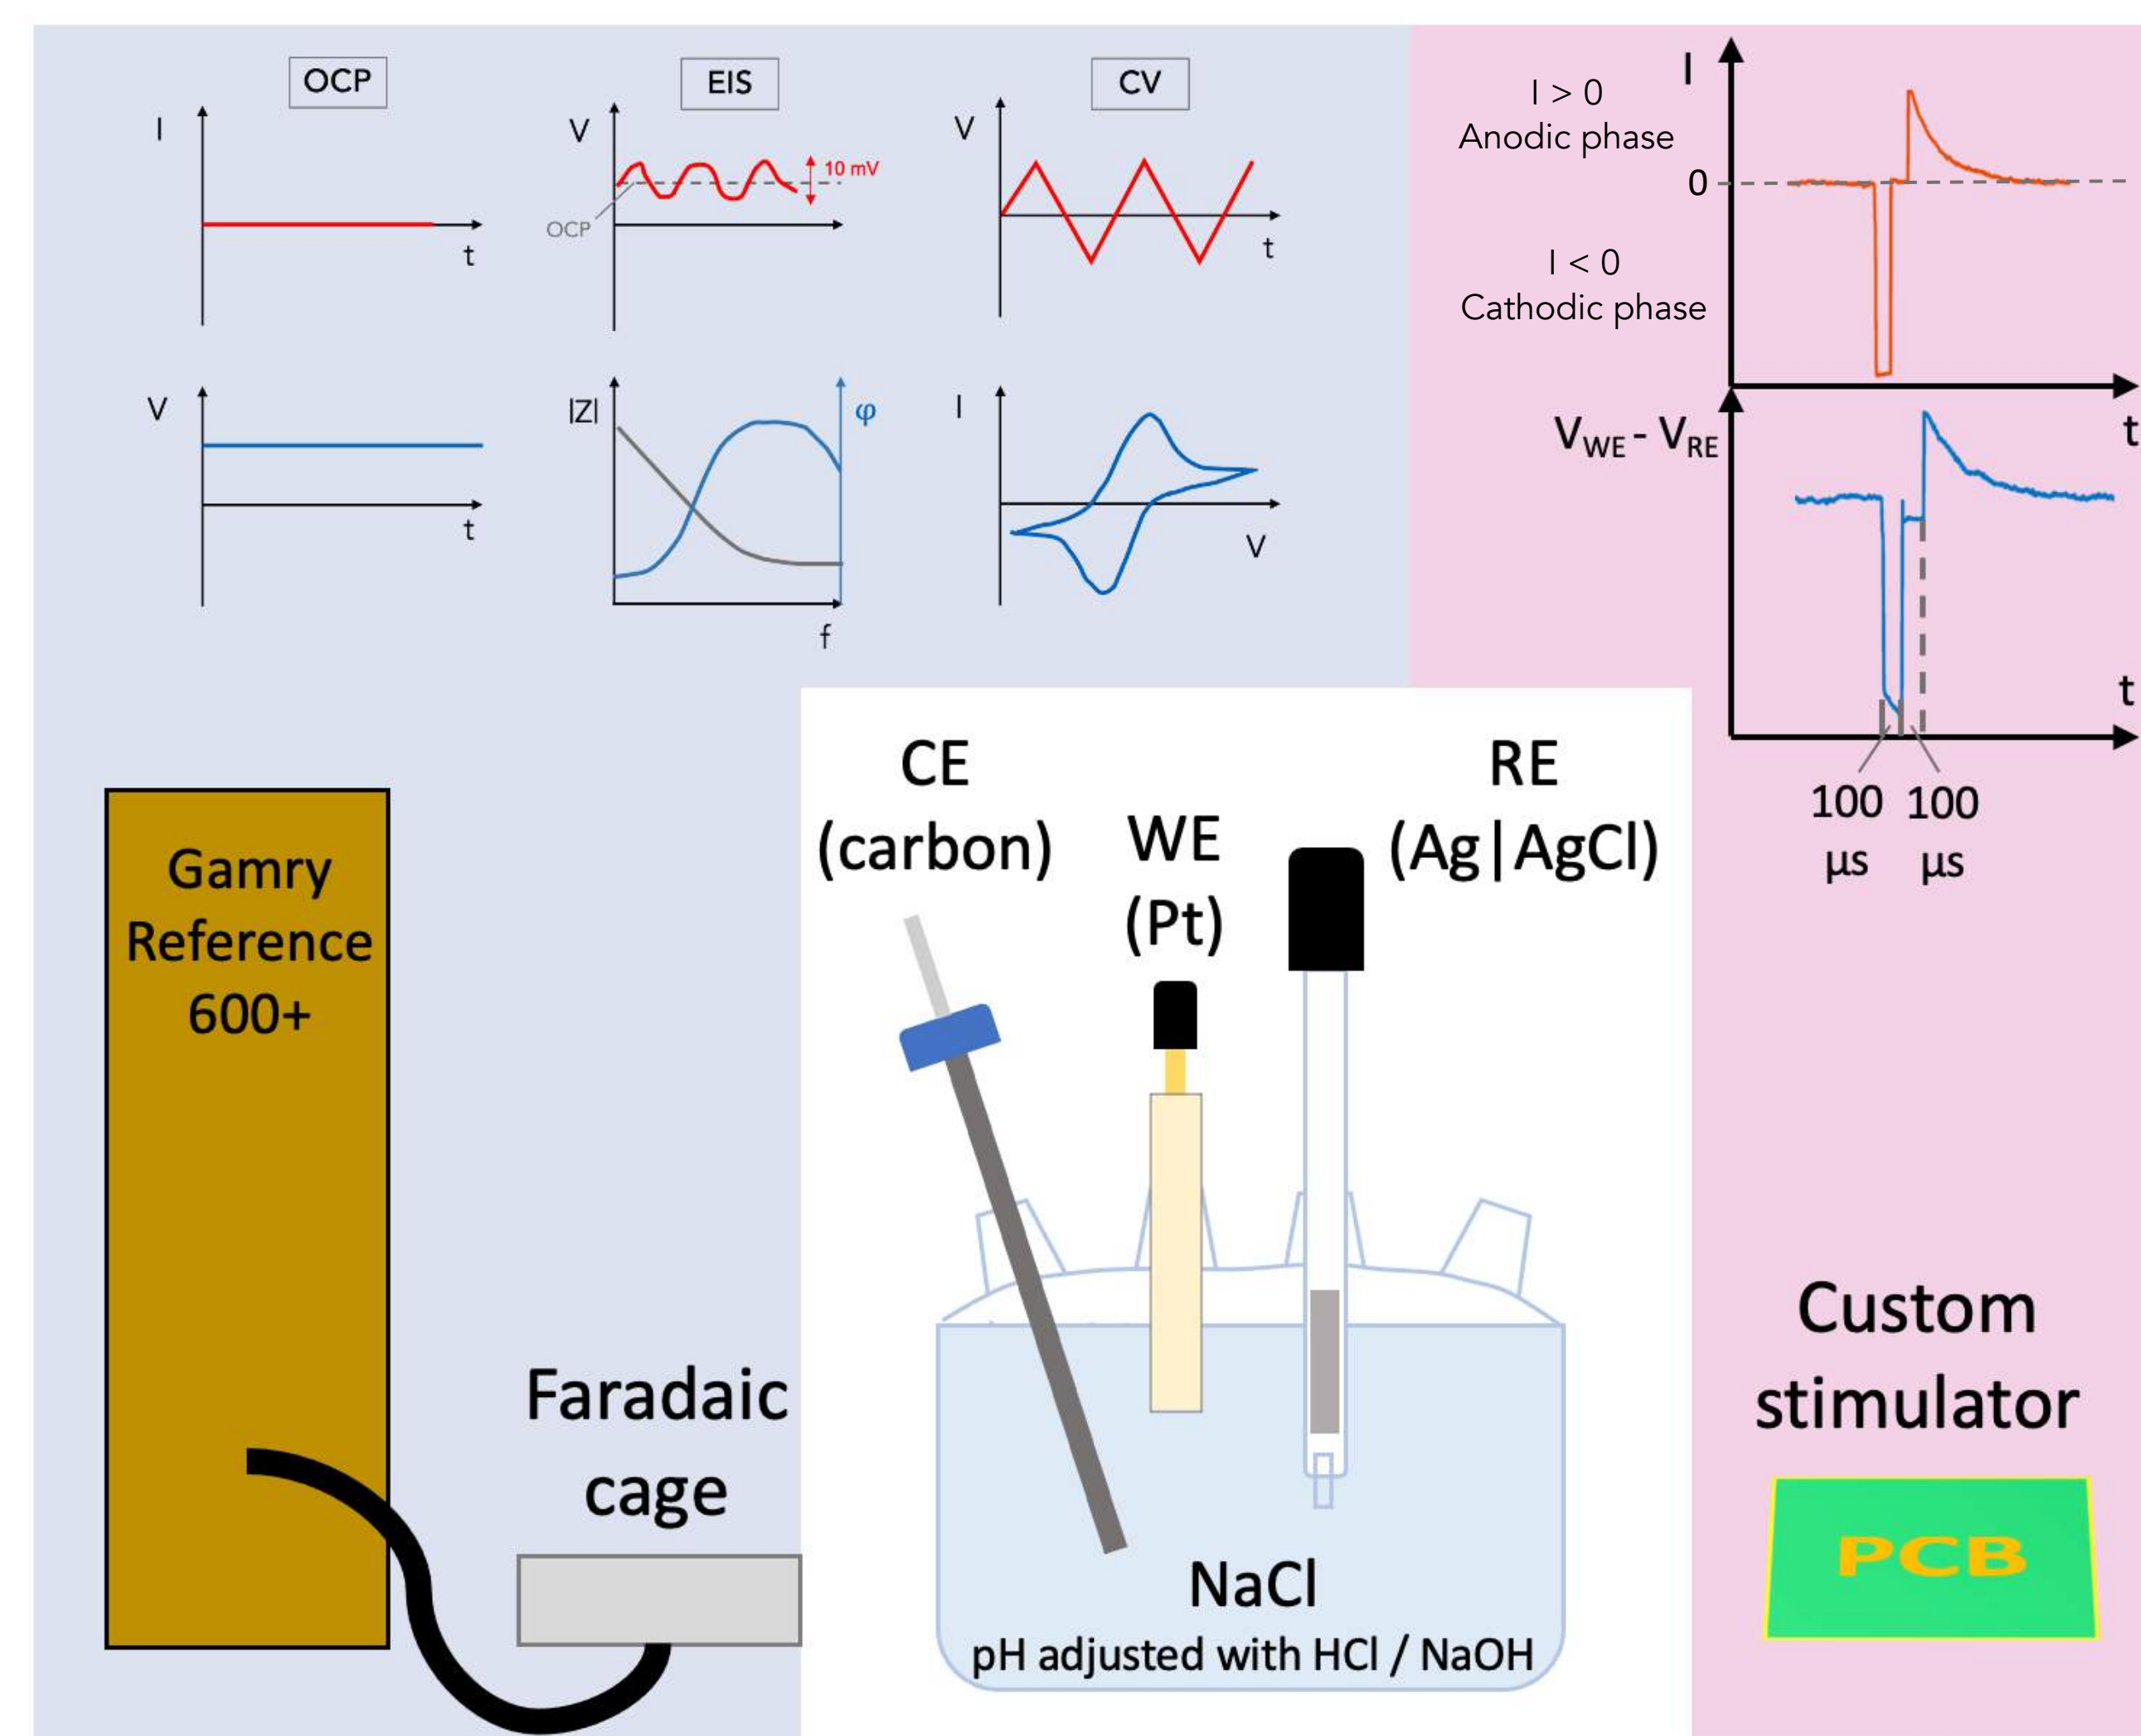 OCP
I
t
V
t
EIS
V
10 mV
OCP
|Z|
φ
f
CV
V
t
I
V
I > 0
Anodic phase
I
0
I < 0
Cathodic phase
t
VWE - VRE
t
100 100
µs µs
Gamry
Reference
600+
Faradaic
cage
CE
(carbon)
WE
(Pt)
RE
(Ag|AgCl)
NaCl
pH adjusted with HCl / NaOH
Custom
stimulator
PCB